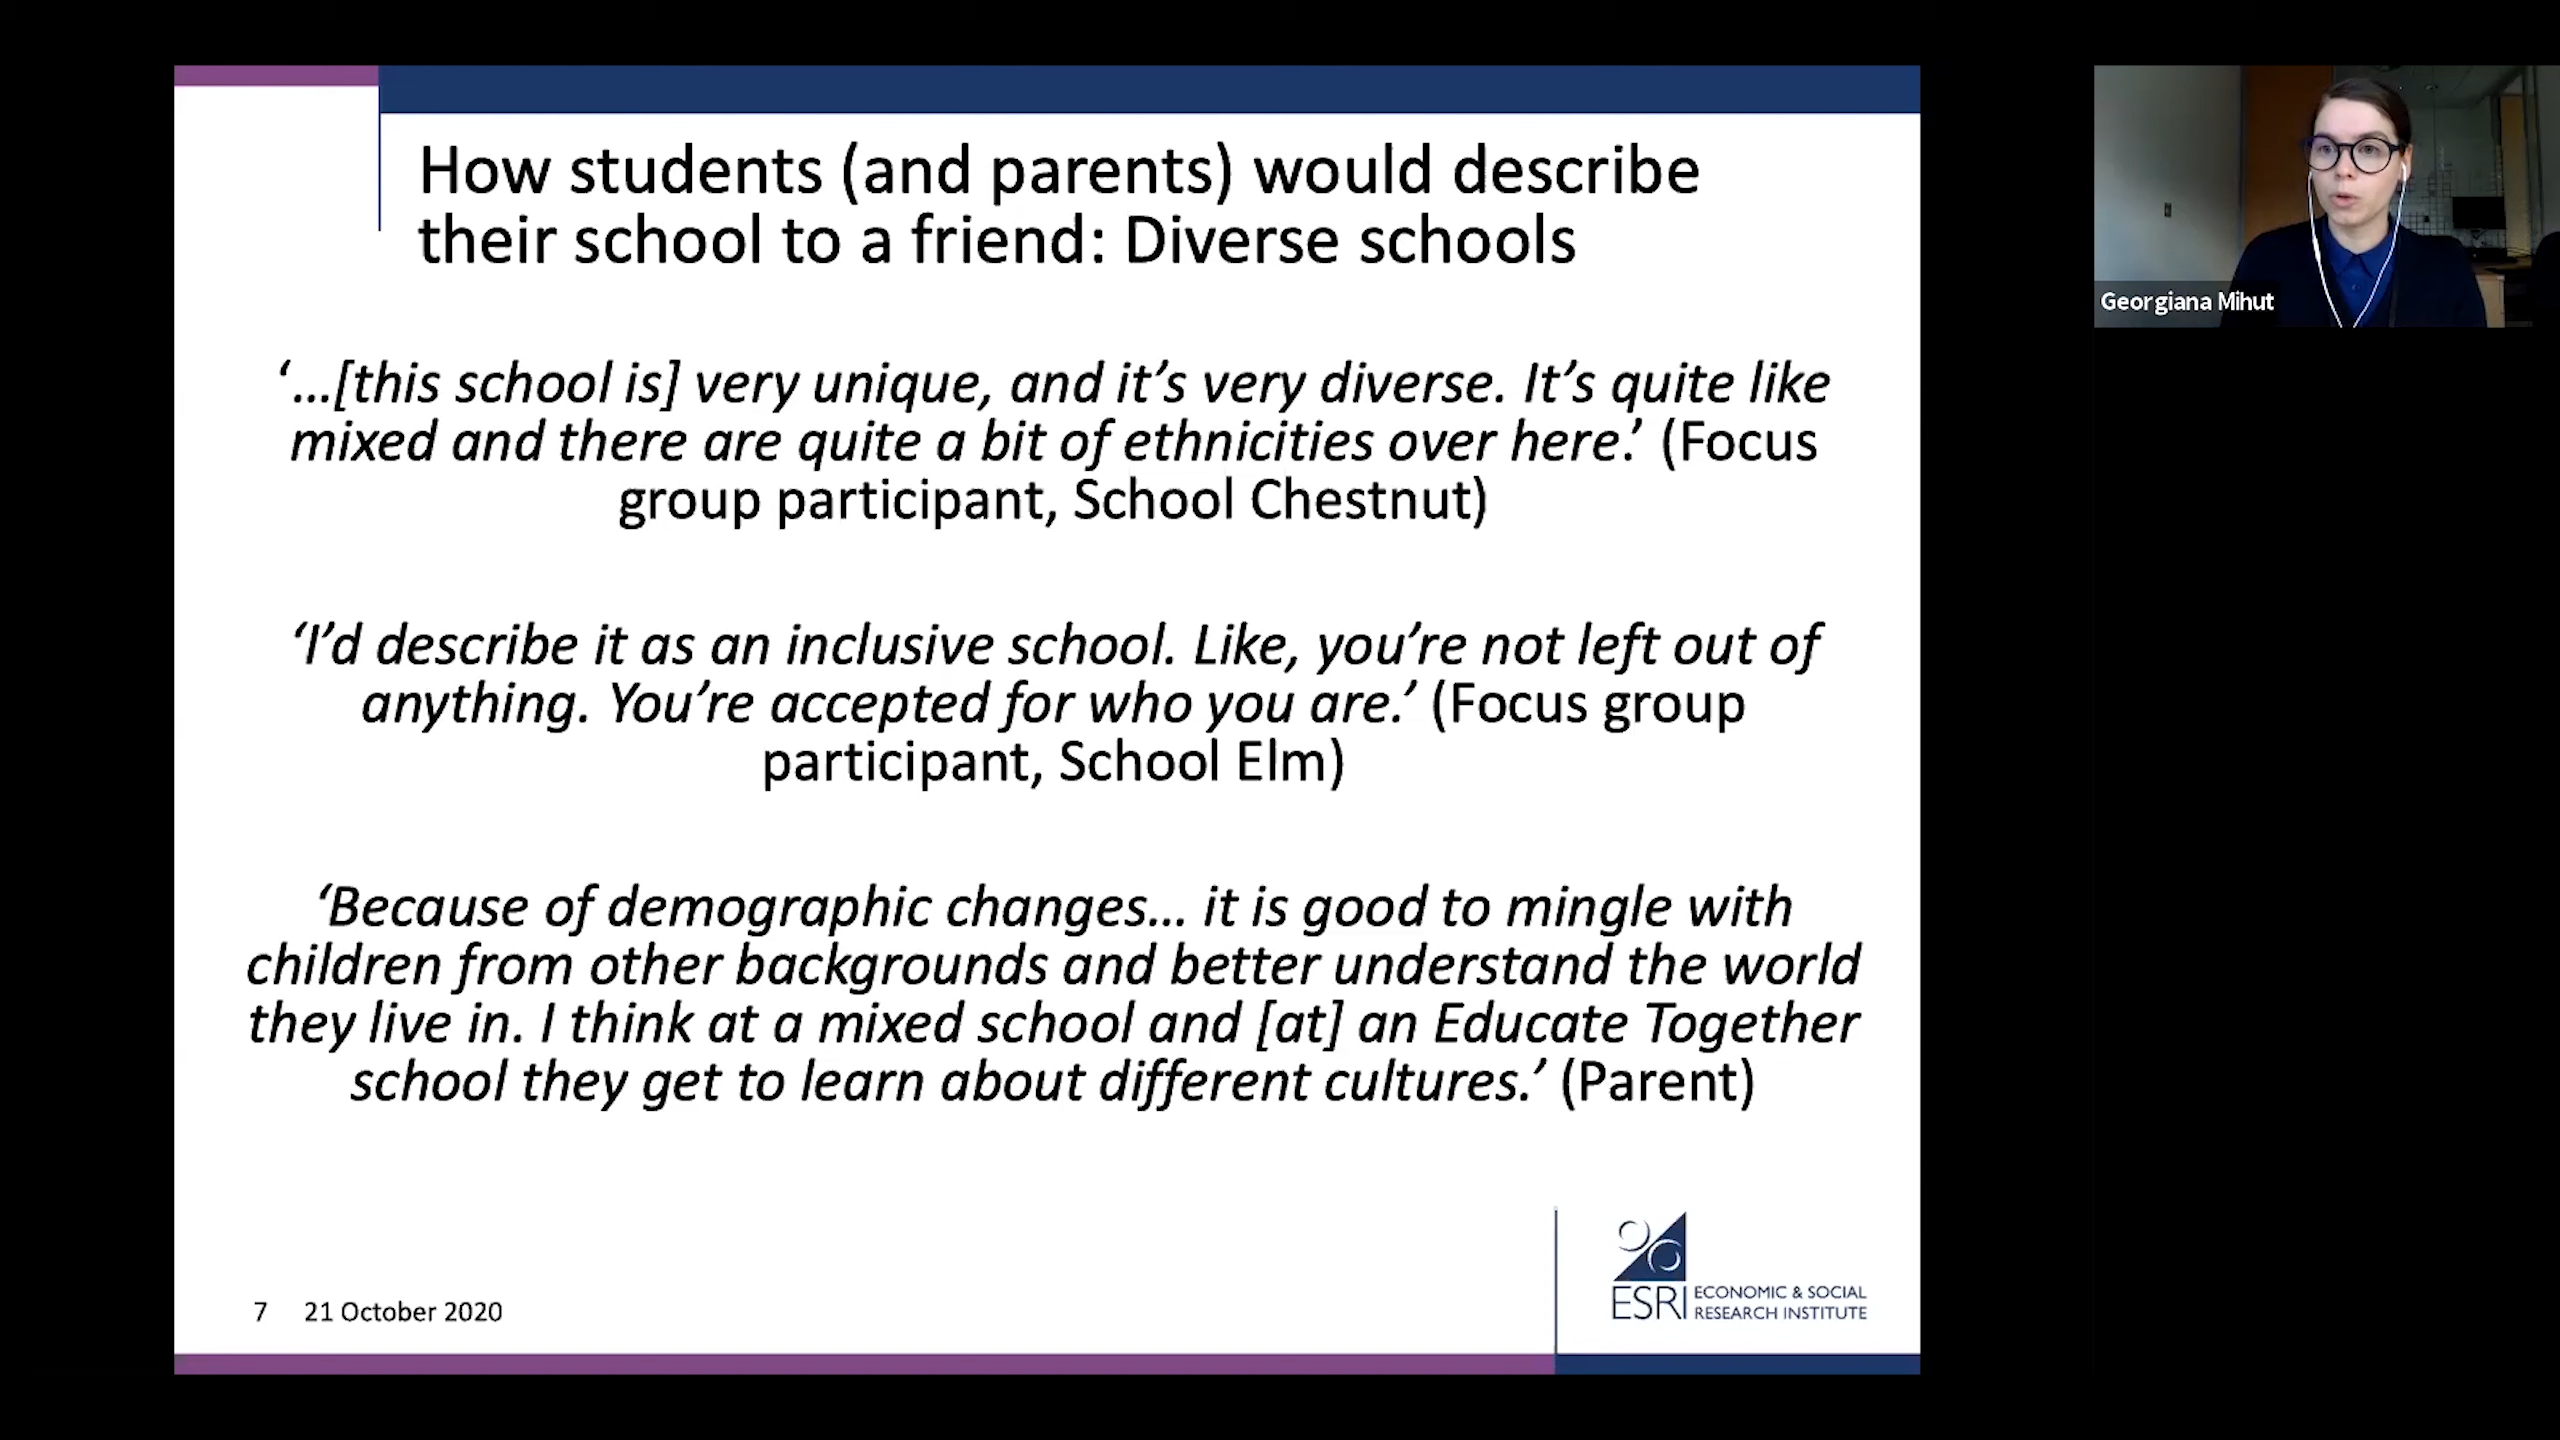 How students (and parents) would describe
their school to a friend: Diverse schools
‘…[this school is] very unique, and it’s very diverse. It’s quite like
mixed and there are quite a bit of ethnicities over here.’ (Focus
group participant, School Chestnut)
‘I’d describe it as an inclusive school. Like, you’re not left out of
anything. You’re accepted for who you are.’ (Focus group
participant, School Elm)
‘Because of demographic changes… it is good to mingle with
children from other backgrounds and better understand the world
they live in. I think at a mixed school and [at] an Educate Together
school they get to learn about different cultures.’ (Parent)
7 21 October 2020
ESRI ECONOMIC & SOCIAL
RESEARCH INSTITUTE
Georgiana Mihut